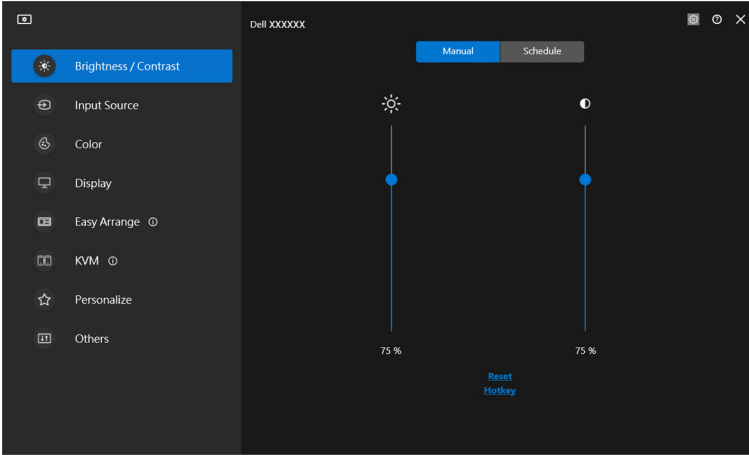 Dell XXXXXX
Manual
Schedule
Brightness / Contrast
Input Source
Color
Display
Easy Arrange
KVM
Personalize
Others
75 %
75 %
Reset
Hotkey